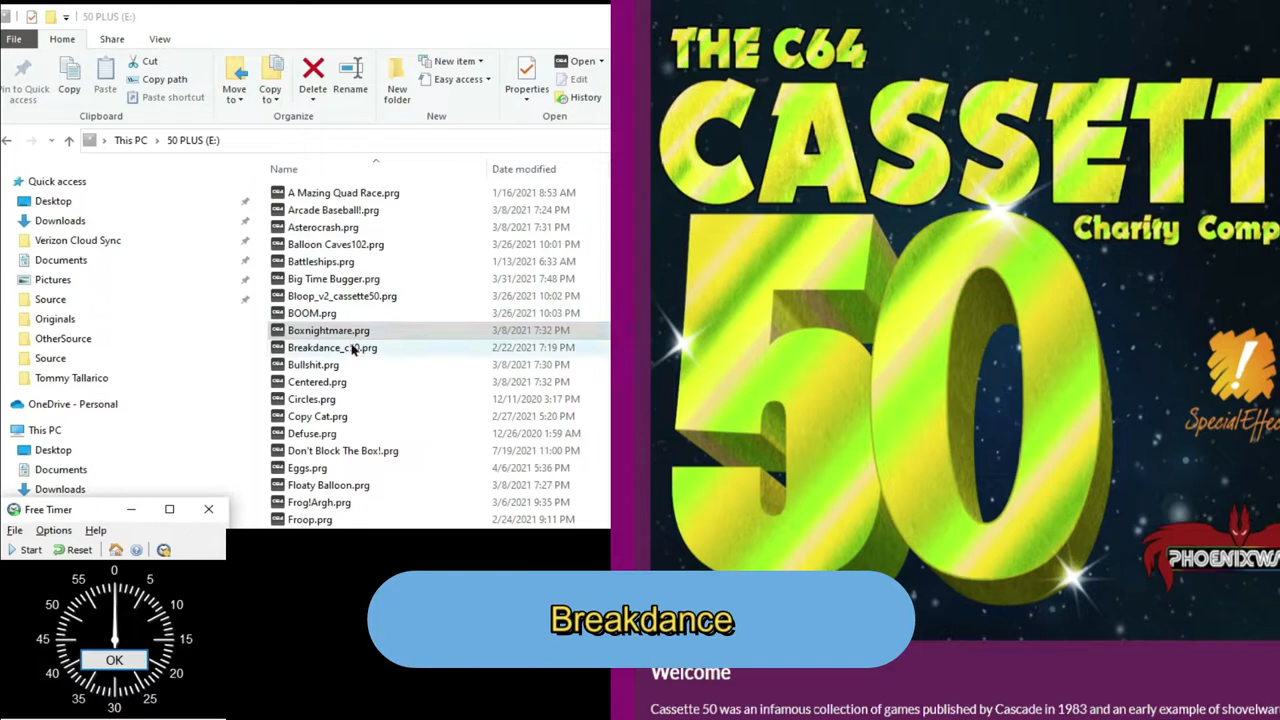 50 PLUS (E:)
File Home Share View
Pin to Quick access
Copy
Paste
Cut
Copy path
Paste shortcut
Clipboard
Move to
Copy to
Delete
Rename
Organize
New folder
New item
Easy access
New
Properties
Open
Edit
History
Open
This PC > 50 PLUS (E:)
Quick access
Desktop
Downloads
Verizon Cloud Sync
Documents
Pictures
Source
Originals
OtherSource
Source
Tommy Tallarico
OneDrive - Personal
This PC
Desktop
Documents
Downloads
Name Date modified
A Mazing Quad Race.prg 1/16/2021 8:53 AM
Arcade Baseball!.prg 3/8/2021 7:24 PM
Asterocrash.prg 3/8/2021 7:31 PM
Balloon Caves102.prg 3/26/2021 10:01 PM
Battleships.prg 1/13/2021 6:33 AM
Big Time Bugger.prg 3/31/2021 7:48 PM
Bloop_v2_cassette50.prg 3/26/2021 10:02 PM
BOOM.prg 3/26/2021 10:03 PM
Boxnightmare.prg 3/8/2021 7:32 PM
2/22/2021 7:19 PM
Bullshit.prg 3/8/2021 7:30 PM
Centered.prg 3/8/2021 7:32 PM
Circles.prg 12/11/2020 3:17 PM
Copy Cat.prg 2/27/2021 5:20 PM
Defuse.prg 12/26/2020 1:59 AM
Don't Block The Box!.prg 7/19/2021 11:00 PM
Eggs.prg 4/6/2021 5:36 PM
Floaty Balloon.prg 3/8/2021 7:27 PM
Frog!Argh.prg 3/6/2021 9:35 PM
Froop.prg 2/24/2021 9:11 PM
Free Timer
File Options Help
Start Reset
0
55 5
50 10
45 15
40 20
35 25
30
OK
THE C64
CASSETT
50
Charity Comp
SpecialEffec
PHOENIXWA
Breakdance
Welcome
Cassette 50 was an infamous collection of games published by Cascade in 1983 and an early example of shovelwar